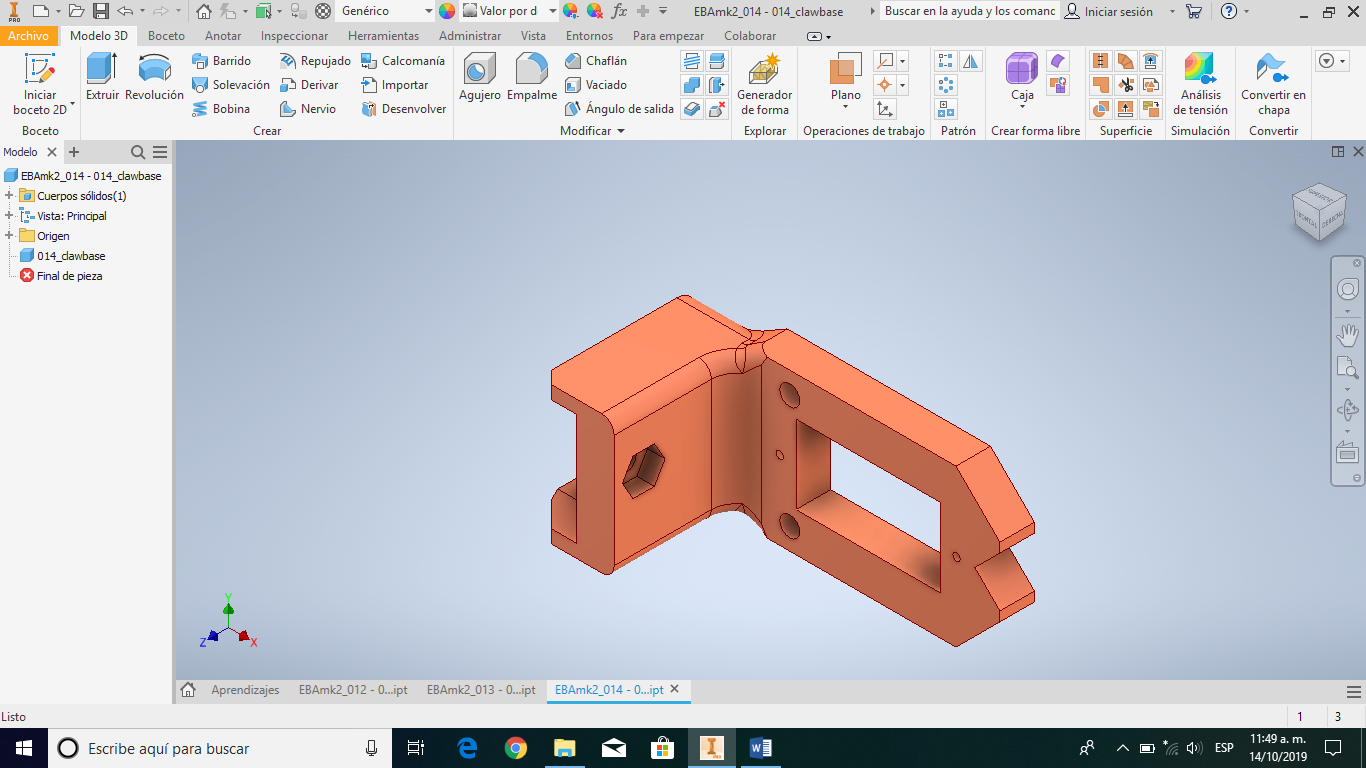 PRO
Genérico
Valor por d
fx
EBAmk2_014 - 014_clawbase
Buscar en la ayuda y los comanc
Iniciar sesión
Archivo
Modelo 3D
Boceto
Anotar
Inspeccionar
Herramientas
Administrar
Vista
Entornos
Para empezar
Colaborar
Iniciar
boceto 2D
Boceto
Extruir
Revolución
Barrido
Solevación
Bobina
Repujado
Derivar
Nervio
Calcomanía
Importar
Desenvolver
Crear
Agujero
Empalme
Chaflán
Vaciado
Ángulo de salida
Modificar
Generador
de forma
Explorar
Plano
Operaciones de trabajo
Patrón
Caja
Crear forma libre
Superficie
Análisis
de tensión
Simulación
Convertir en
chapa
Convertir
Modelo
EBAmk2_014 - 014_clawbase
Cuerpos sólidos(1)
Vista: Principal
Origen
014_clawbase
Final de pieza
FRONTAL
DERECHA
Y
Z
X
Aprendizajes
EBAmk2_012 - 0...ipt
EBAmk2_013 - 0...ipt
EBAmk2_014 - 0...ipt
Listo
1
3
Escribe aquí para buscar
ESP
11:49 a. m.
14/10/2019